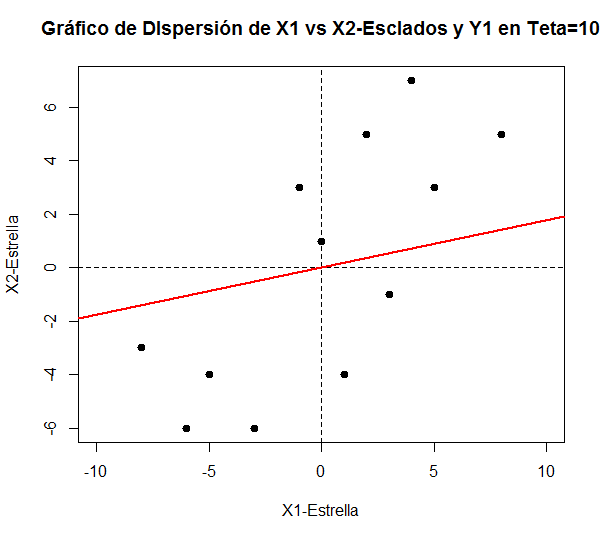 Gráfico de DIspersión de X1 vs X2-Esclados y Y1 en Teta=10
6
4
2
0
-2
-4
-6
X2-Estrella
-10 -5 0 5 10
X1-Estrella